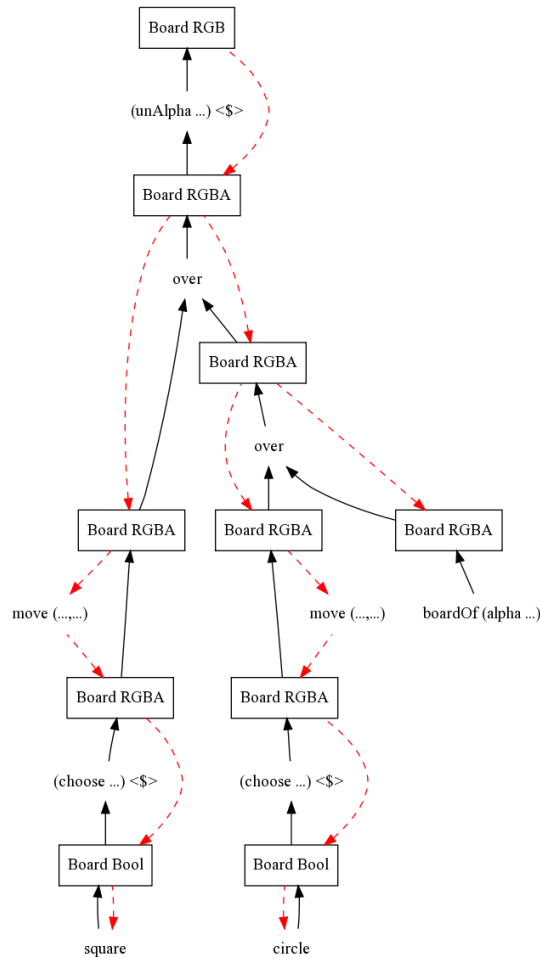 Board RGB
(unAlpha ...) <$>
Board RGBA
over
Board RGBA
over
Board RGBA
Board RGBA
Board RGBA
move (...,...)
move (...,...)
boardOf (alpha ...)
Board RGBA
Board RGBA
(choose ...) <$>
(choose ...) <$>
Board Bool
Board Bool
square
circle